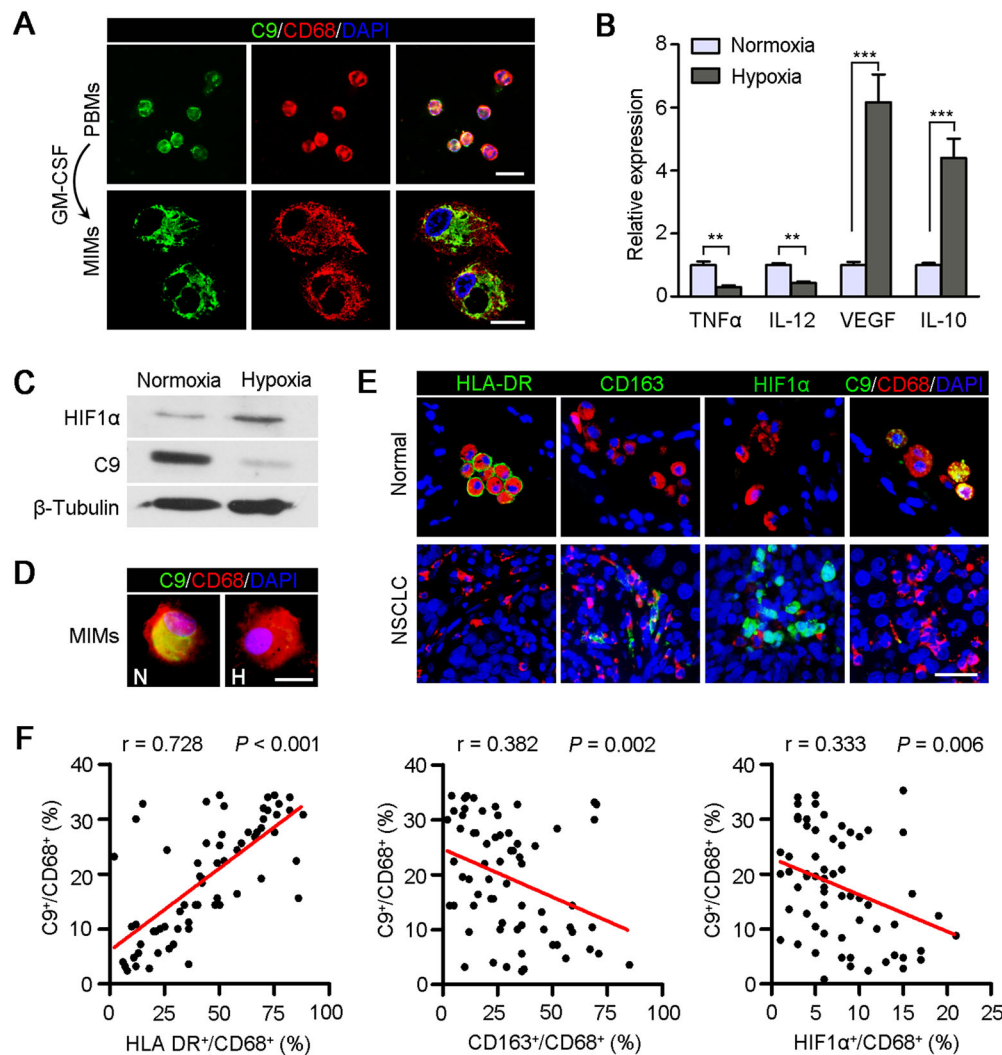 A
C9/CD68/DAPI
PBMs
GM-CSF
MIMs
B
Normoxia
Hypoxia
Relative expression
8
6
4
2
0
**
**
***
***
TNFα
IL-12
VEGF
IL-10
C
Normoxia
Hypoxia
HIF1α
C9
β-Tubulin
D
C9/CD68/DAPI
MIMs
N
H
E
HLA-DR
CD163
HIF1α
C9/CD68/DAPI
Normal
NSCLC
F
r = 0.728
P < 0.001
C9⁺/CD68⁺ (%)
40
30
20
10
0
0
25
50
75
100
HLA DR⁺/CD68⁺ (%)
r = 0.382
P = 0.002
C9⁺/CD68⁺ (%)
40
30
20
10
0
0
25
50
75
100
CD163⁺/CD68⁺ (%)
r = 0.333
P = 0.006
C9⁺/CD68⁺ (%)
40
30
20
10
0
0
5
10
15
20
25
HIF1α⁺/CD68⁺ (%)